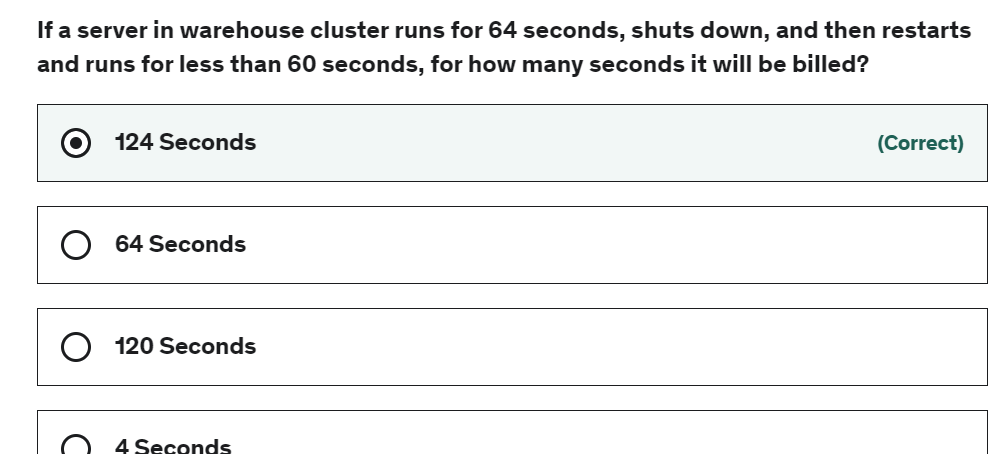 If a server in warehouse cluster runs for 64 seconds, shuts down, and then restarts
and runs for less than 60 seconds, for how many seconds it will be billed?
124 Seconds (Correct)
64 Seconds
120 Seconds
4 Seconds